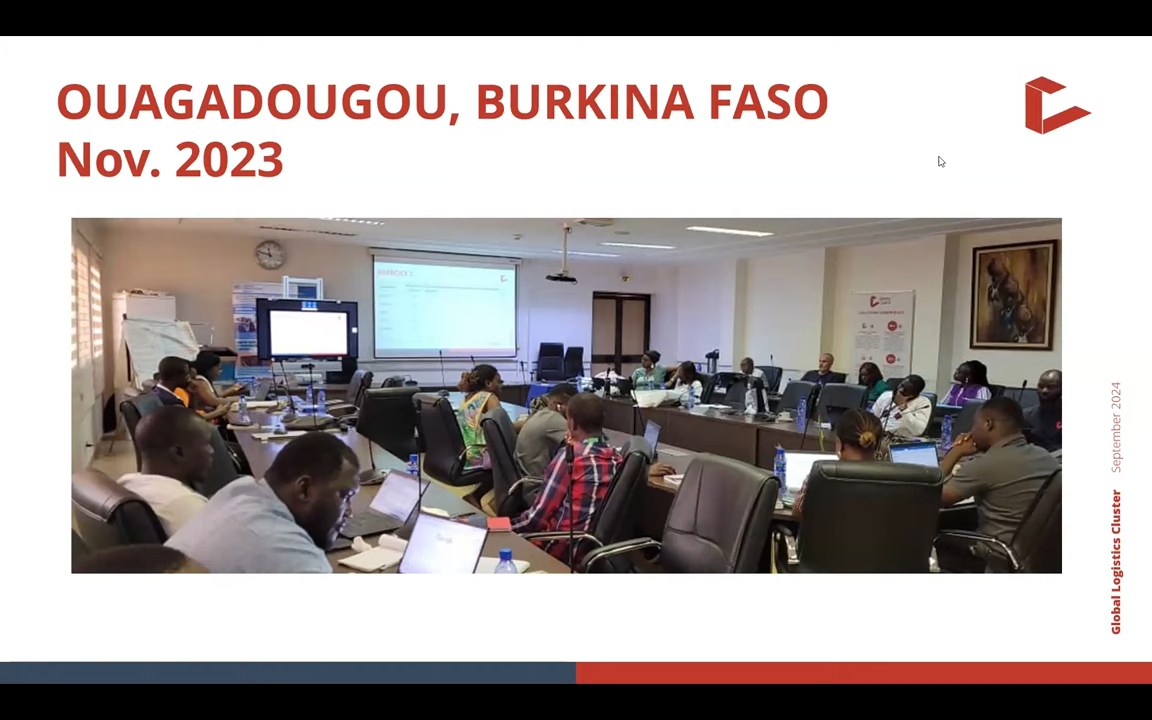 OUAGADOUGOU, BURKINA FASO
Nov. 2023
Global Logistics Cluster September 2024